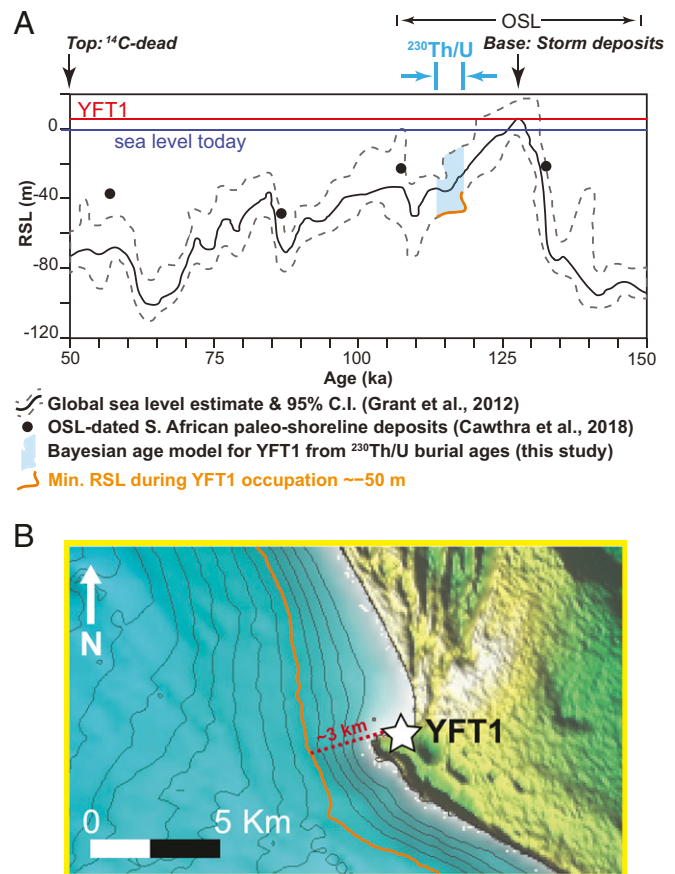 A
OSL
Top: ¹⁴C-dead
²³⁰Th/U
Base: Storm deposits
YFT1
sea level today
0
-40
-80
-120
RSL (m)
50
75
100
125
150
Age (ka)
Global sea level estimate & 95% C.I. (Grant et al., 2012)
OSL-dated S. African paleo-shoreline deposits (Cawthra et al., 2018)
Bayesian age model for YFT1 from ²³⁰Th/U burial ages (this study)
Min. RSL during YFT1 occupation ~−50 m
B
N
~3 km
YFT1
0
5 Km